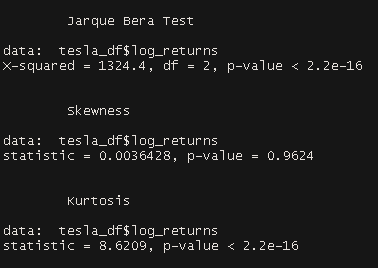 Jarque Bera Test
data:  tesla_df$log_returns
X-squared = 1324.4, df = 2, p-value < 2.2e-16
Skewness
data:  tesla_df$log_returns
statistic = 0.0036428, p-value = 0.9624
Kurtosis
data:  tesla_df$log_returns
statistic = 8.6209, p-value < 2.2e-16